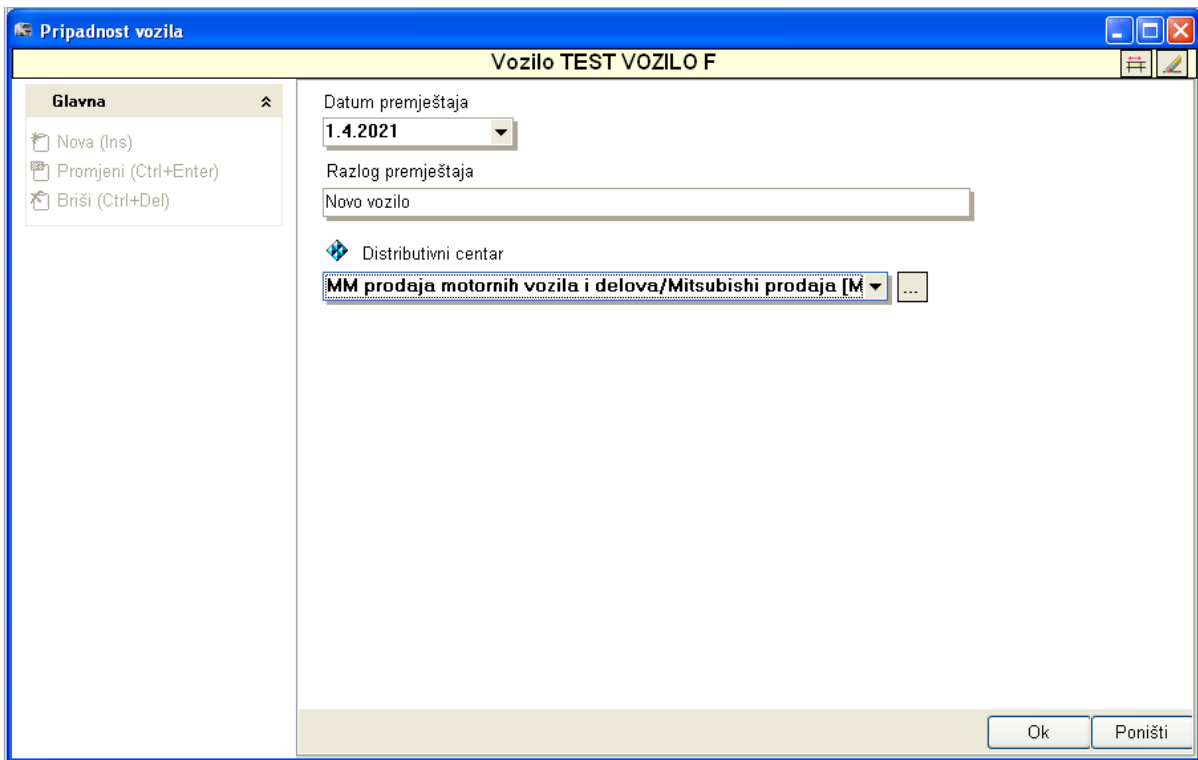 Pripadnost vozila
Vozilo TEST VOZILO F
Glavna
Nova (Ins)
Promjeni (Ctrl+Enter)
Briši (Ctrl+Del)
Datum premještaja
1.4.2021
Razlog premještaja
Novo vozilo
Distributivni centar
MM prodaja motornih vozila i delova/Mitsubishi prodaja [M
...
Ok
Poništi